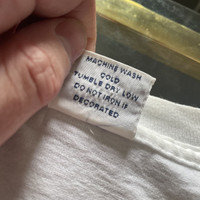 MACHINE WASH
COLD
TUMBLE DRY LOW
DO NOT IRON IF
DECORATED